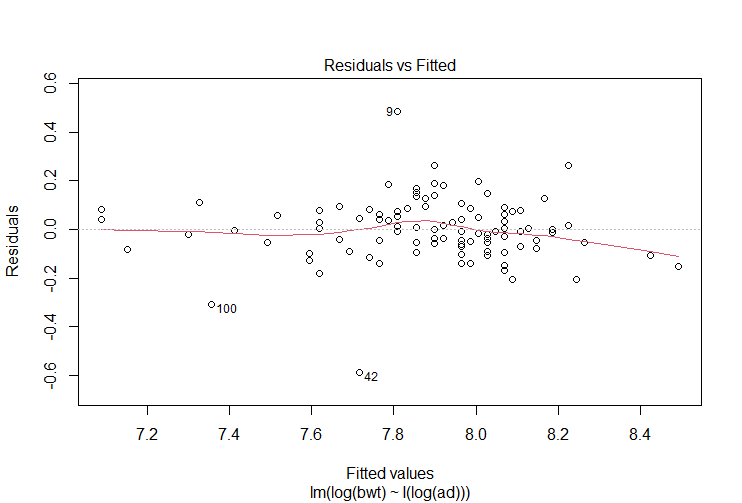 Residuals vs Fitted
0.6
0.4
0.2
0.0
-0.2
-0.4
-0.6
Residuals
9
100
42
7.2 7.4 7.6 7.8 8.0 8.2 8.4
Fitted values
lm(log(bwt) ~ I(log(ad)))